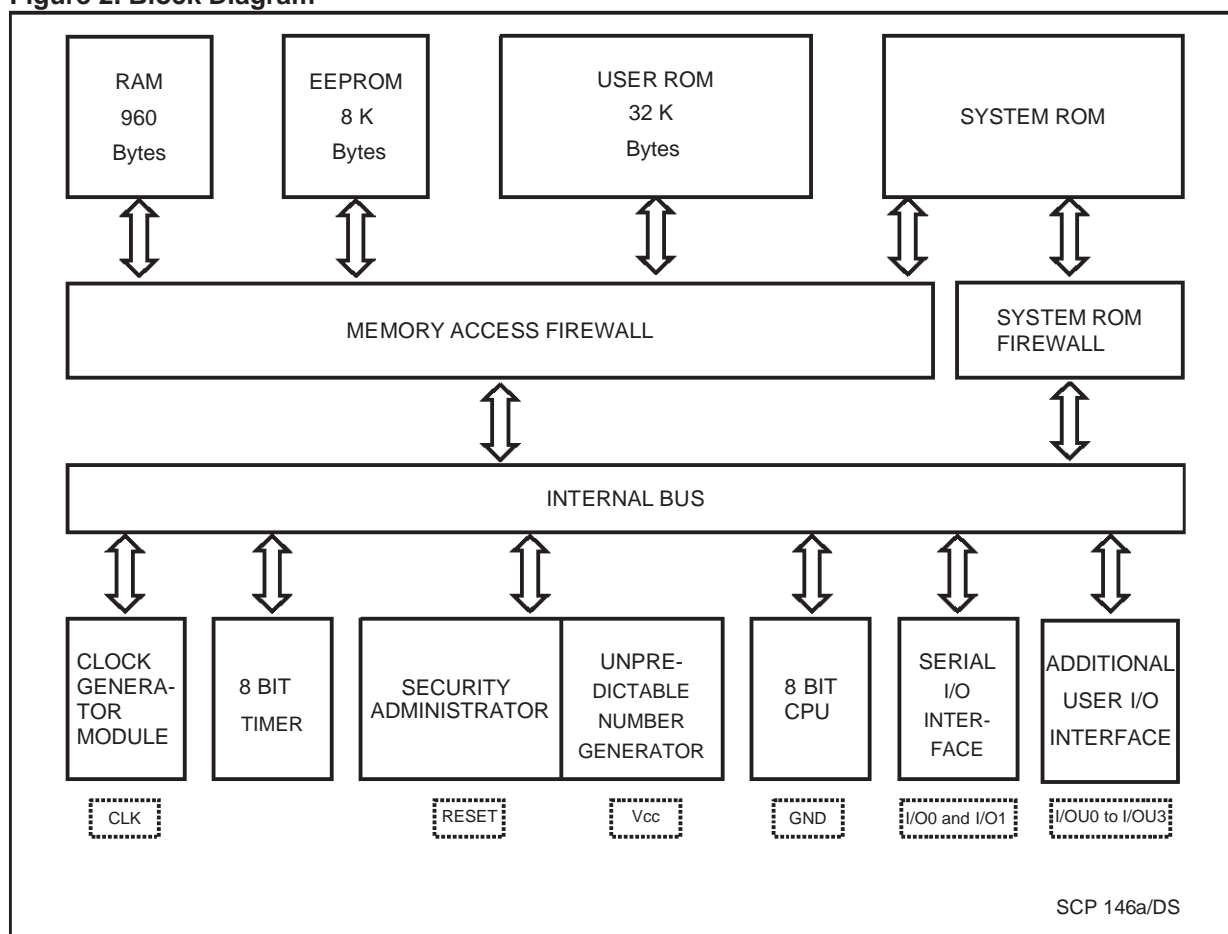 Figure 2. Block Diagram
RAM
960
Bytes
EEPROM
8 K
Bytes
USER ROM
32 K
Bytes
SYSTEM ROM
MEMORY ACCESS FIREWALL
SYSTEM ROM
FIREWALL
INTERNAL BUS
CLOCK
GENERA-
TOR
MODULE
8 BIT
TIMER
SECURITY
ADMINISTRATOR
UNPRE-
DICTABLE
NUMBER
GENERATOR
8 BIT
CPU
SERIAL
I/O
INTER-
FACE
ADDITIONAL
USER I/O
INTERFACE
CLK
RESET
Vcc
GND
I/O0 and I/O1
I/OU0 to I/OU3
SCP 146a/DS